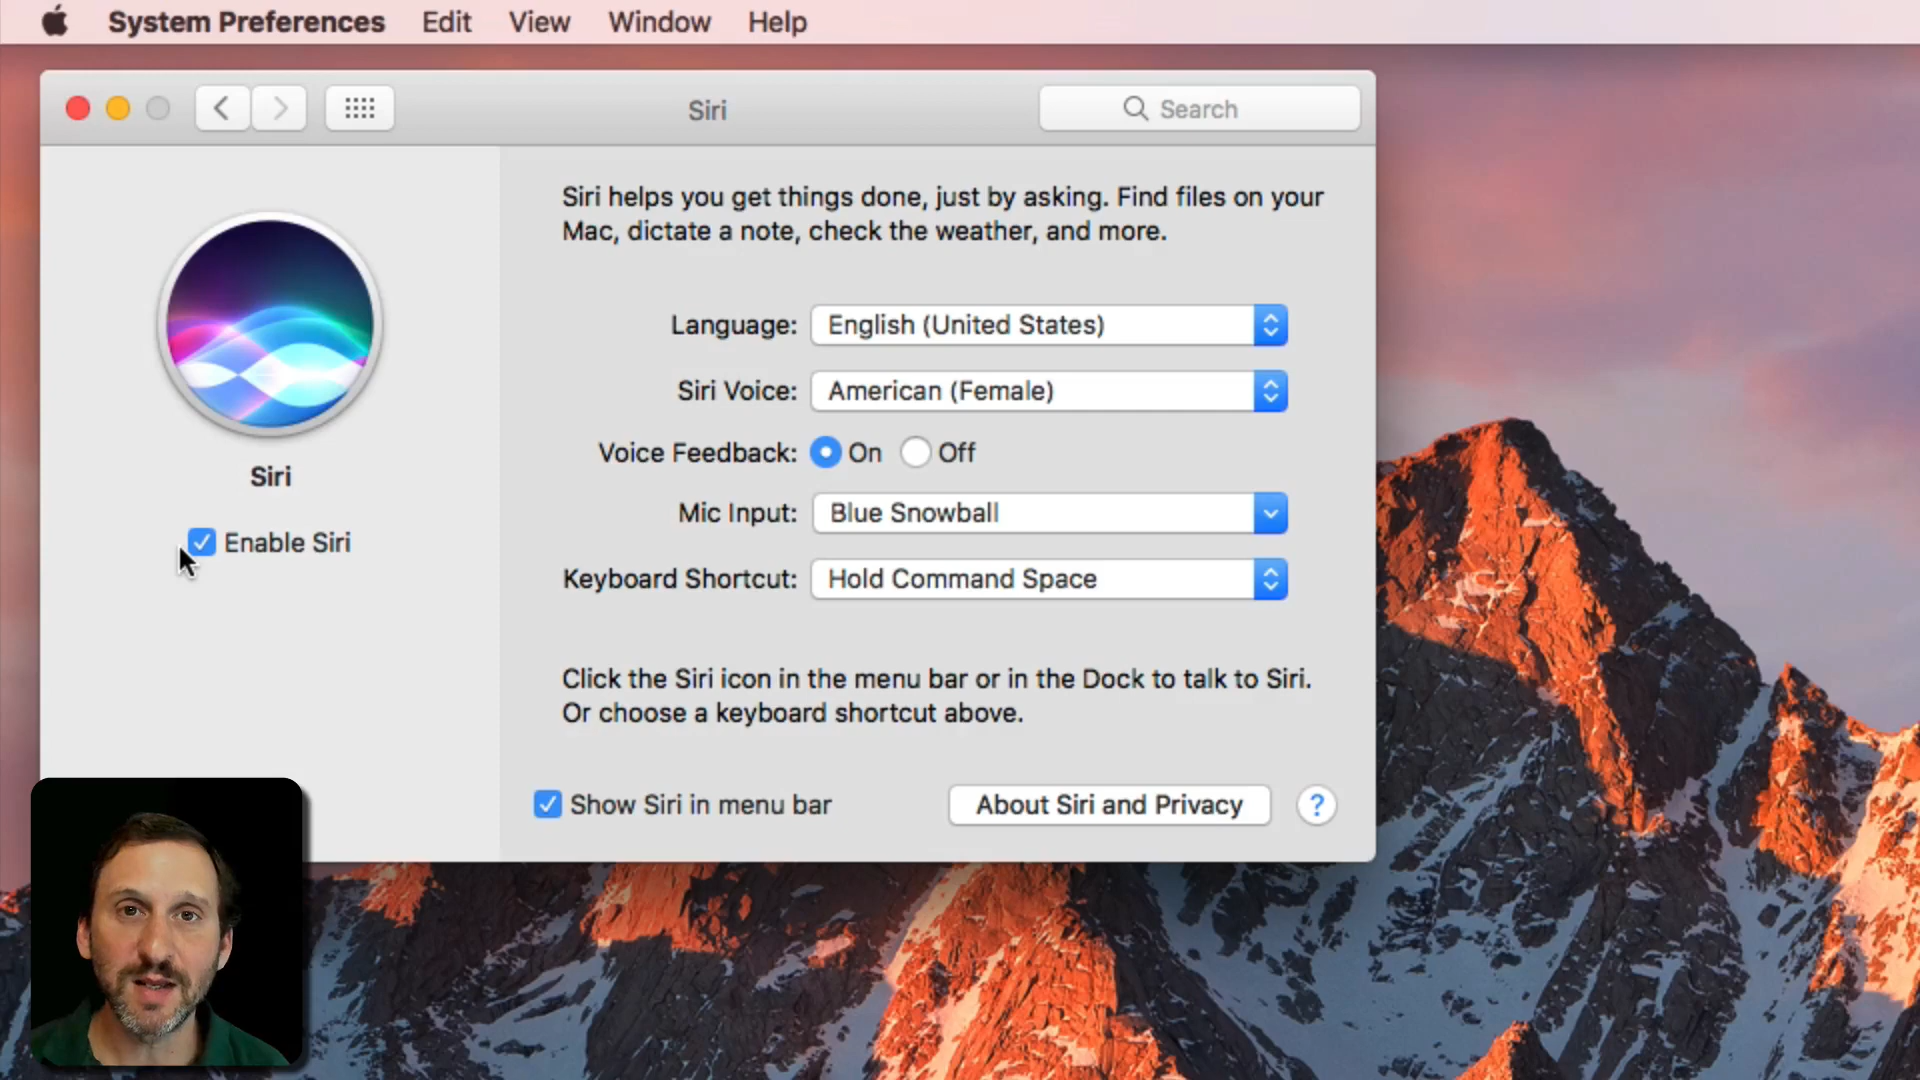 System Preferences Edit View Window Help
Siri
Search
Siri helps you get things done, just by asking. Find files on your
Mac, dictate a note, check the weather, and more.
Language: English (United States)
Siri Voice: American (Female)
Voice Feedback: On Off
Siri
Mic Input: Blue Snowball
Enable Siri
Keyboard Shortcut: Hold Command Space
Click the Siri icon in the menu bar or in the Dock to talk to Siri.
Or choose a keyboard shortcut above.
Show Siri in menu bar
About Siri and Privacy
?